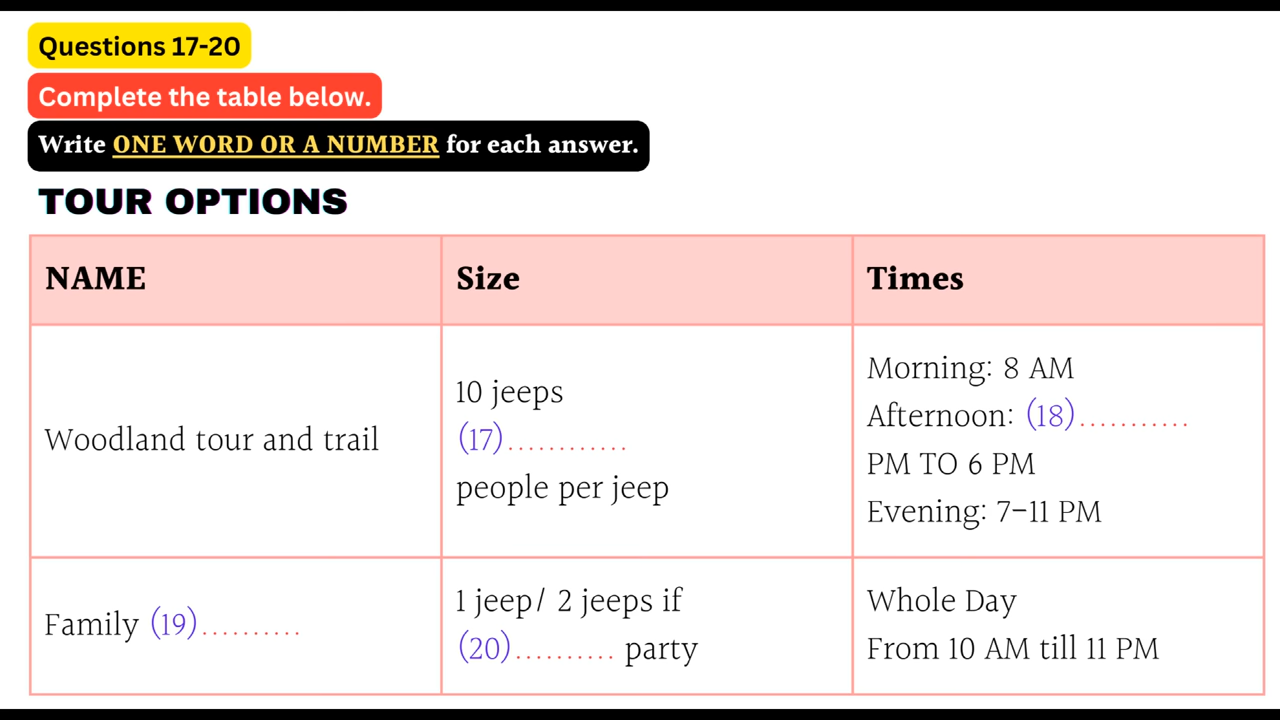 Questions 17-20
Complete the table below.
Write ONE WORD OR A NUMBER for each answer.
TOUR OPTIONS
NAME
Size
Times
Woodland tour and trail
10 jeeps
(17)............
people per jeep
Morning: 8 AM
Afternoon: (18)...........
PM TO 6 PM
Evening: 7–11 PM
Family (19)..........
1 jeep/ 2 jeeps if
(20).......... party
Whole Day
From 10 AM till 11 PM